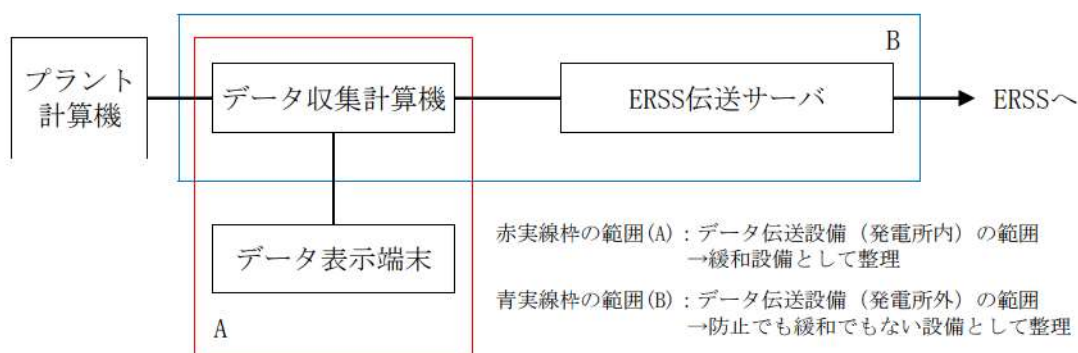 B
プラント
計算機
データ収集計算機
ERSS伝送サーバ
ERSSへ
データ表示端末
A
赤実線枠の範囲(A)：データ伝送設備（発電所内）の範囲
→緩和設備として整理
青実線枠の範囲(B)：データ伝送設備（発電所外）の範囲
→防止でも緩和でもない設備として整理